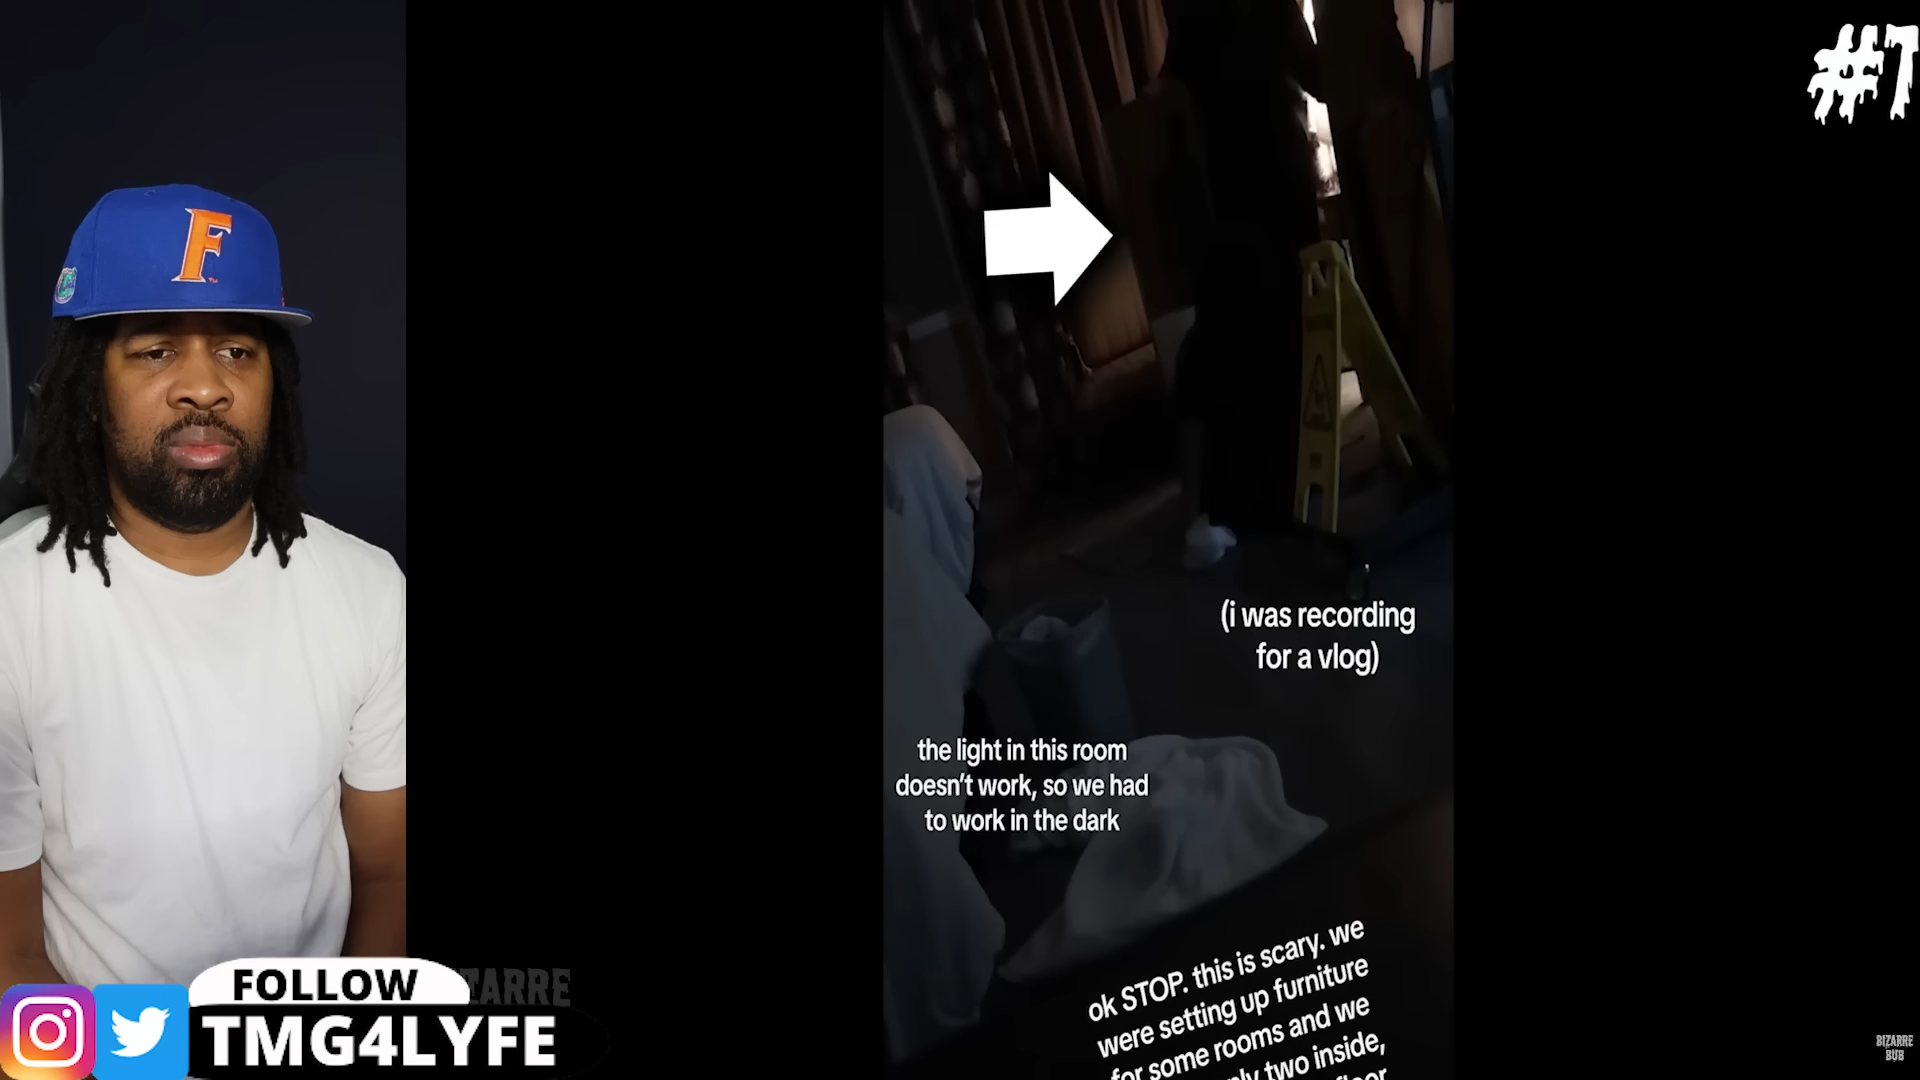 #7
F
(i was recording
for a vlog)
the light in this room
doesn't work, so we had
to work in the dark
ok STOP. this is scary. we
were setting up furniture
for some rooms and we
only two inside,
floor
FOLLOW
TMG4LYFE
BIZARRE
BUB